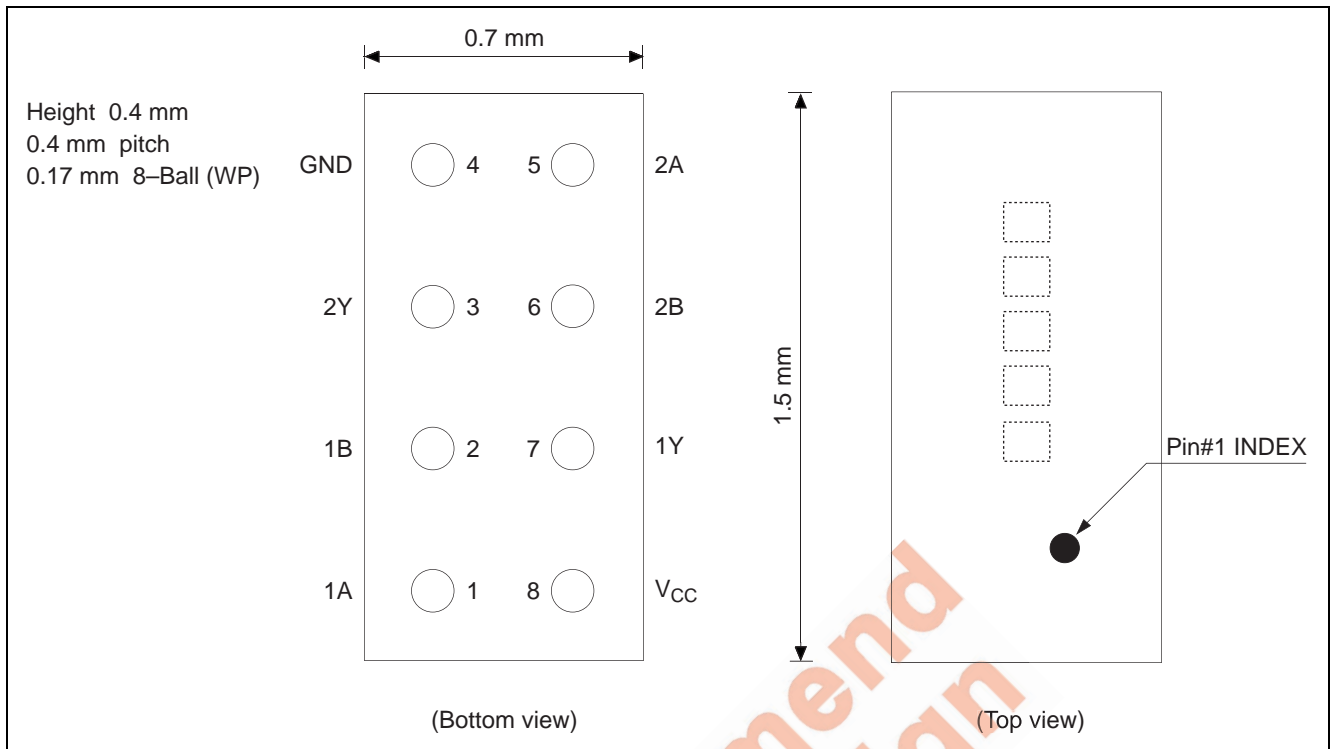 0.7 mm
Height 0.4 mm
0.4 mm pitch
0.17 mm 8–Ball (WP)
GND 4 5 2A
2Y 3 6 2B
1B 2 7 1Y
1A 1 8 VCC
(Bottom view)
1.5 mm
Pin#1 INDEX
(Top view)